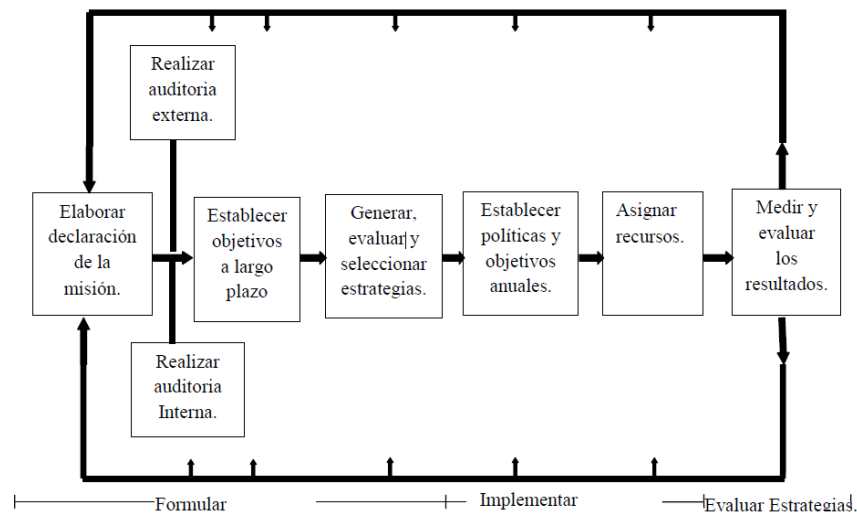 Realizar
auditoria
externa.
Elaborar
declaración
de la
misión.
Establecer
objetivos
a largo
plazo
Generar,
evaluar y
seleccionar
estrategias.
Establecer
políticas y
objetivos
anuales.
Asignar
recursos.
Medir y
evaluar
los
resultados.
Realizar
auditoria
Interna.
Formular
Implementar
Evaluar Estrategias.